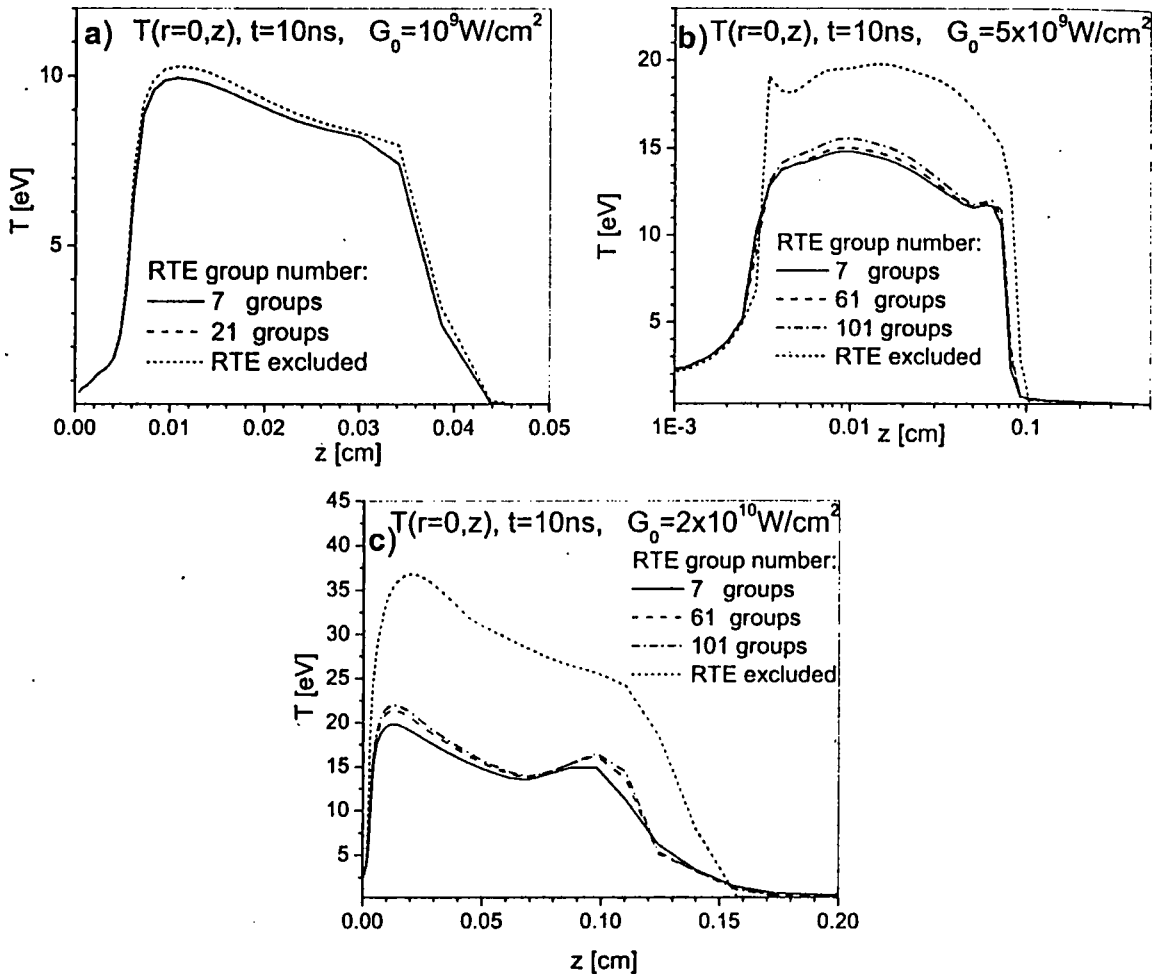 a) T(r=0,z), t=10ns, G₀=10⁹W/cm²
10
5
T [eV]
RTE group number:
7 groups
21 groups
RTE excluded
0.00 0.01 0.02 0.03 0.04 0.05
z [cm]
b) T(r=0,z), t=10ns, G₀=5x10⁹W/cm²
20
15
10
5
T [eV]
RTE group number:
7 groups
61 groups
101 groups
RTE excluded
1E-3 0.01 0.1
z [cm]
c) T(r=0,z), t=10ns, G₀=2x10¹⁰W/cm²
45
40
35
30
25
20
15
10
5
T [eV]
RTE group number:
7 groups
61 groups
101 groups
RTE excluded
0.00 0.05 0.10 0.15 0.20
z [cm]